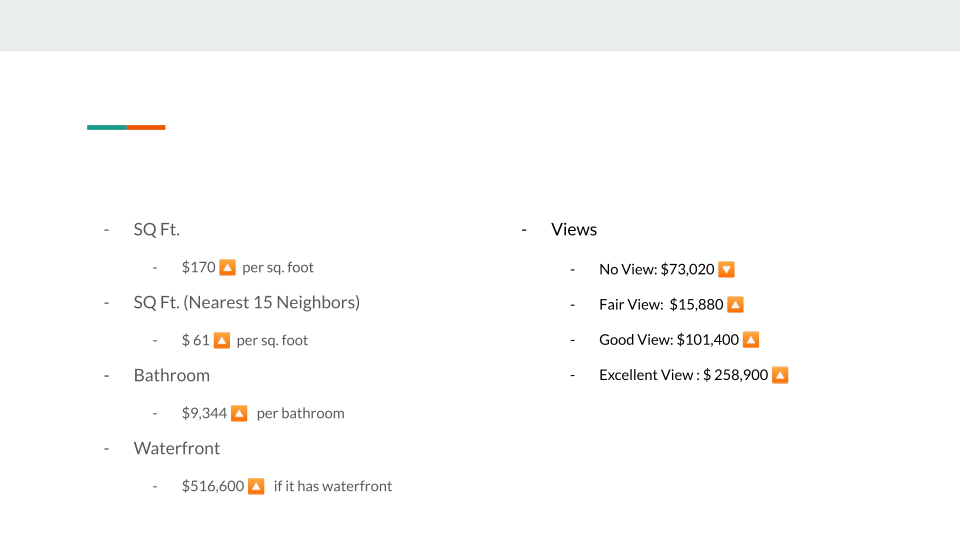 - SQ Ft.
- $170 🔼 per sq. foot
- SQ Ft. (Nearest 15 Neighbors)
- $ 61 🔼 per sq. foot
- Bathroom
- $9,344 🔼 per bathroom
- Waterfront
- $516,600 🔼 if it has waterfront
- Views
- No View: $73,020 🔽
- Fair View: $15,880 🔼
- Good View: $101,400 🔼
- Excellent View : $ 258,900 🔼